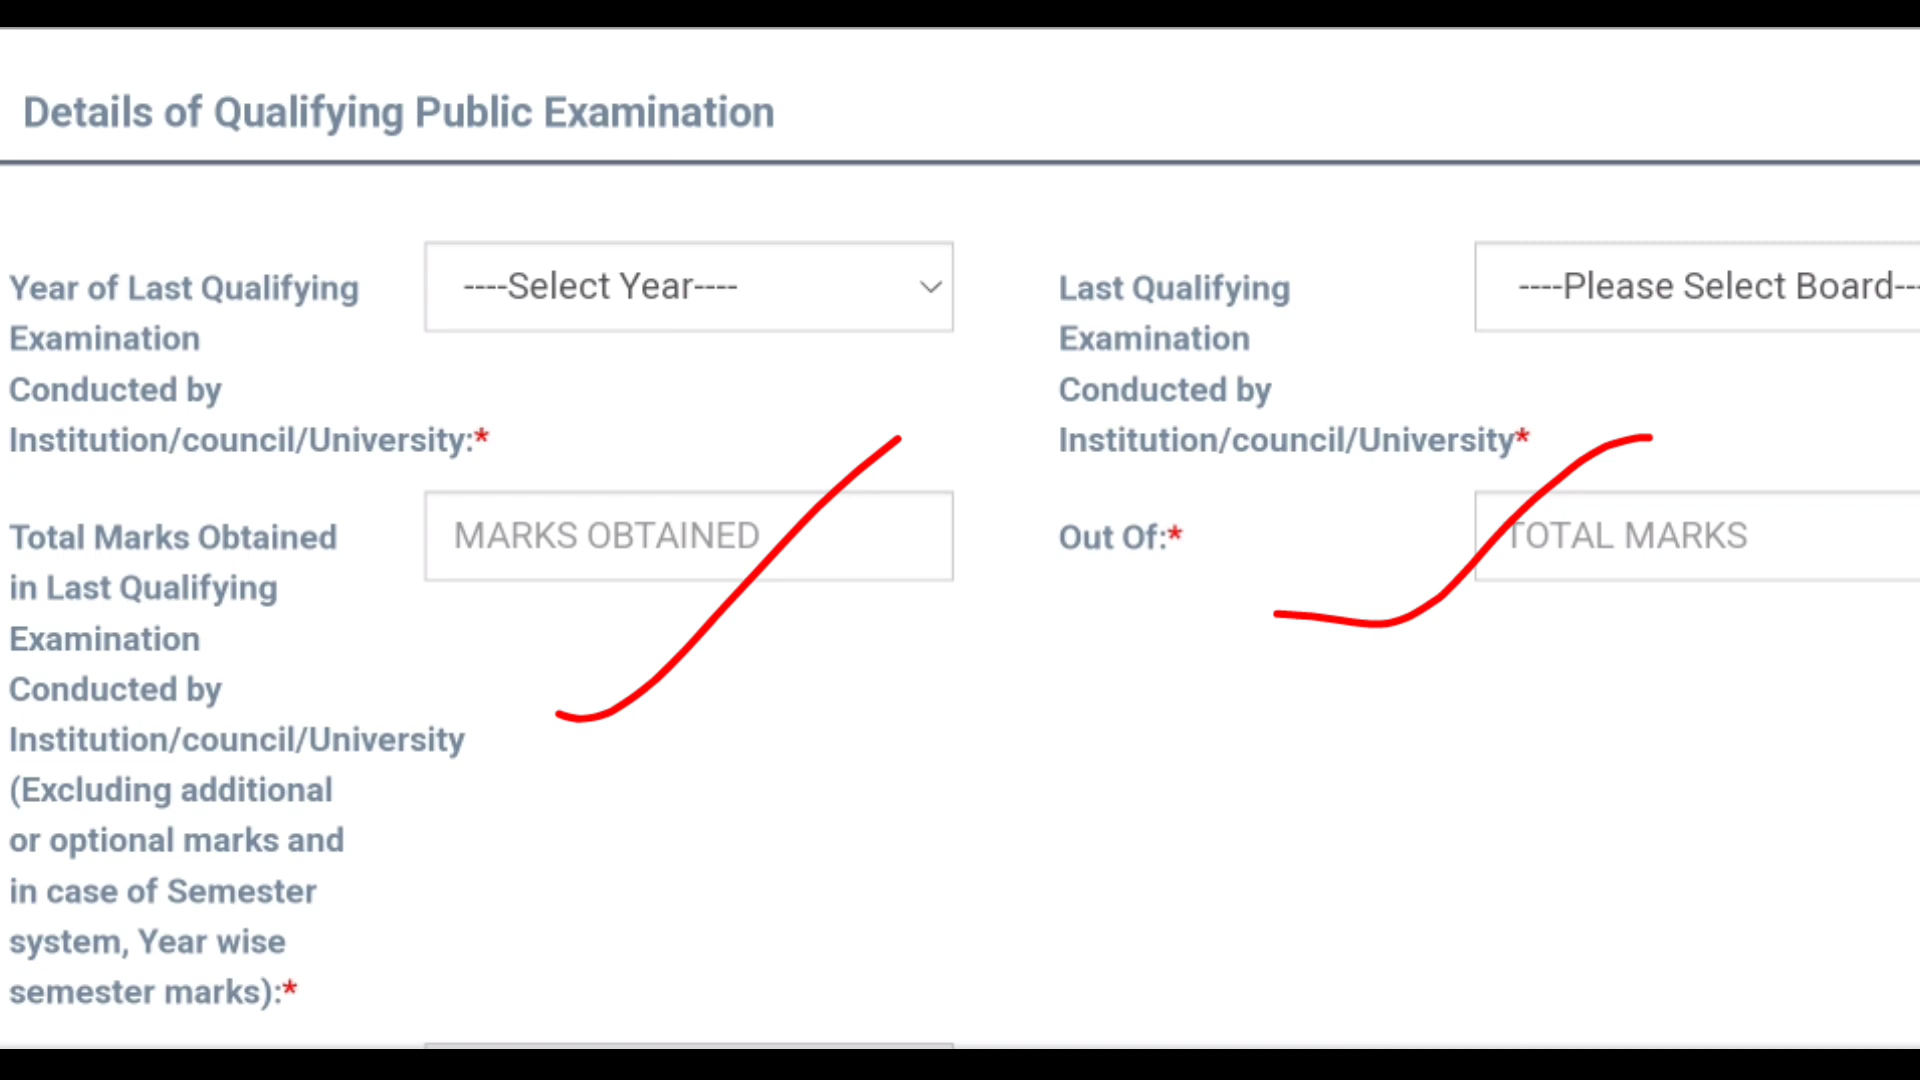 Details of Qualifying Public Examination
Year of Last Qualifying
Examination
Conducted by
Institution/council/University:*
----Select Year----
Last Qualifying
Examination
Conducted by
Institution/council/University*
----Please Select Board---
Total Marks Obtained
in Last Qualifying
Examination
Conducted by
Institution/council/University
(Excluding additional
or optional marks and
in case of Semester
system, Year wise
semester marks):*
MARKS OBTAINED
Out Of:*
TOTAL MARKS